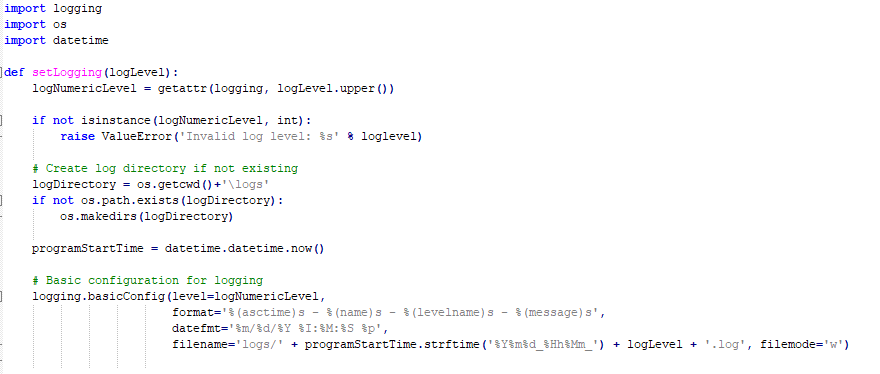 import logging
import os
import datetime

def setLogging(logLevel):
    logNumericLevel = getattr(logging, logLevel.upper())

    if not isinstance(logNumericLevel, int):
        raise ValueError('Invalid log level: %s' % loglevel)

    # Create log directory if not existing
    logDirectory = os.getcwd()+'\logs'
    if not os.path.exists(logDirectory):
        os.makedirs(logDirectory)

    programStartTime = datetime.datetime.now()

    # Basic configuration for logging
    logging.basicConfig(level=logNumericLevel,
                        format='%(asctime)s - %(name)s - %(levelname)s - %(message)s',
                        datefmt='%m/%d/%Y %I:%M:%S %p',
                        filename='logs/' + programStartTime.strftime('%Y%m%d_%Hh%Mm_') + logLevel + '.log', filemode='w')